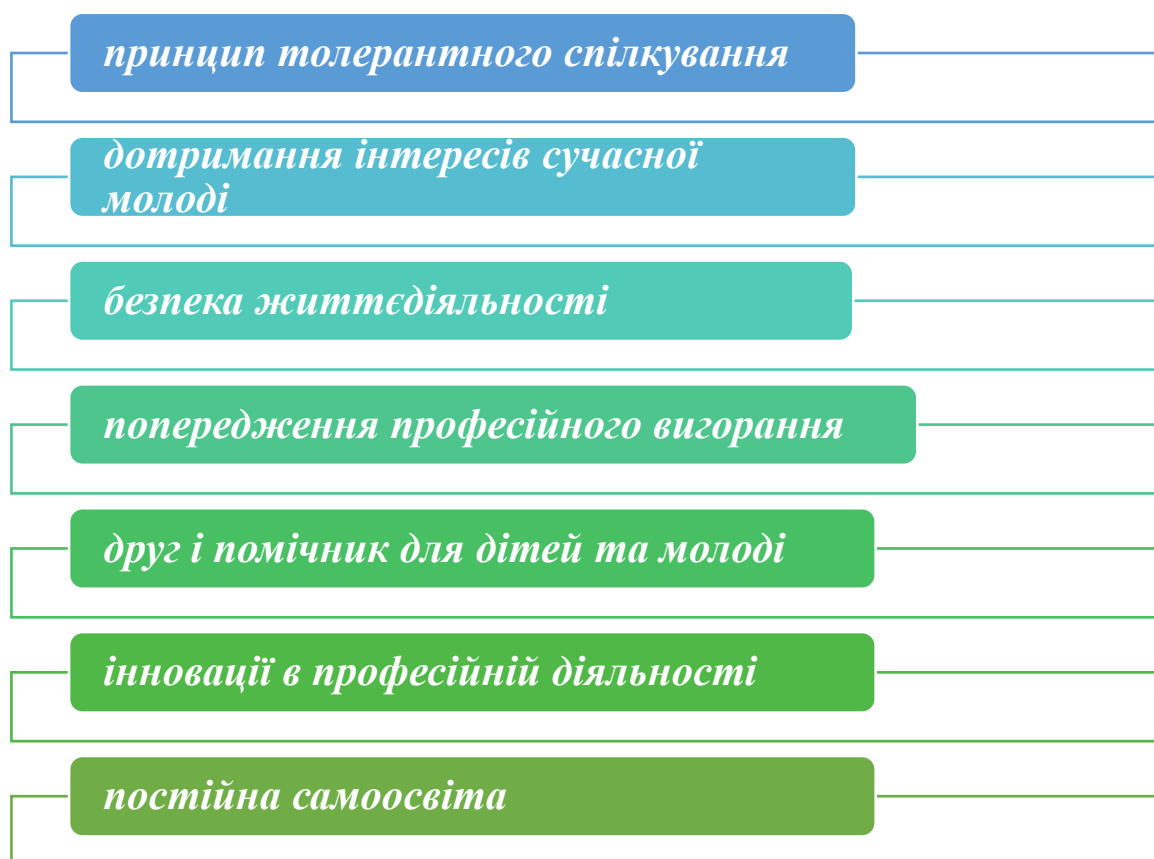 принцип толерантного спілкування
дотримання інтересів сучасної
молоді
безпека життєдіяльності
попередження професійного вигорання
друг і помічник для дітей та молоді
інновації в професійній діяльності
постійна самоосвіта